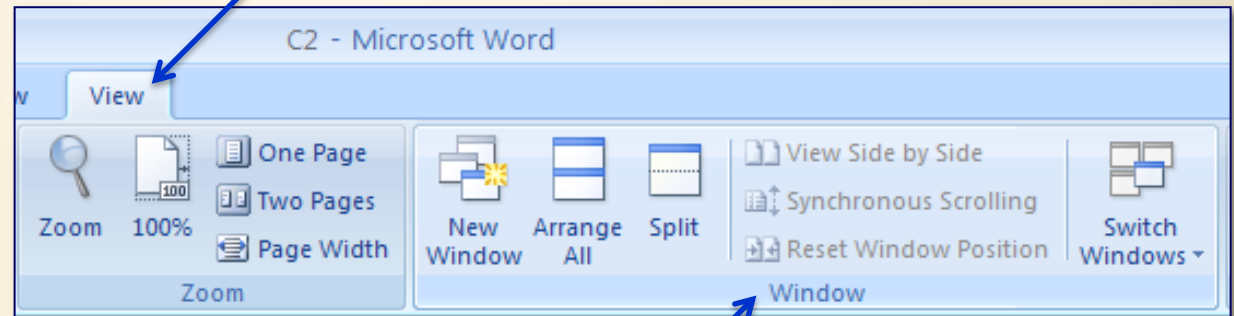 C2 - Microsoft Word
w View
One Page
Two Pages
Page Width
Zoom 100%
100
Zoom
New Window
Arrange All
Split
View Side by Side
Synchronous Scrolling
Reset Window Position
Switch Windows
Window